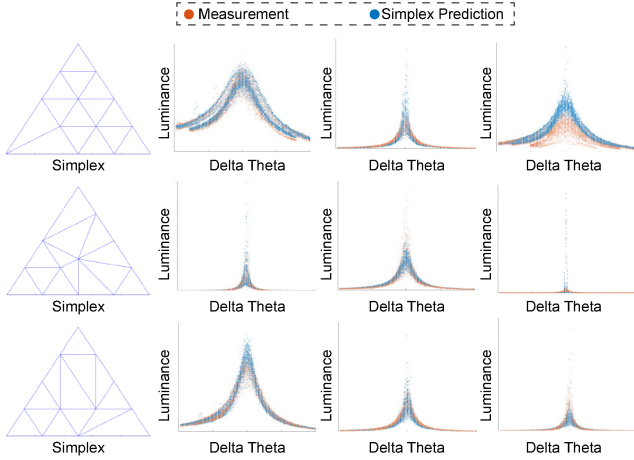 Measurement Simplex Prediction
Luminance Luminance Luminance
Simplex Delta Theta Delta Theta Delta Theta
Luminance Luminance Luminance
Simplex Delta Theta Delta Theta Delta Theta
Luminance Luminance Luminance
Simplex Delta Theta Delta Theta Delta Theta